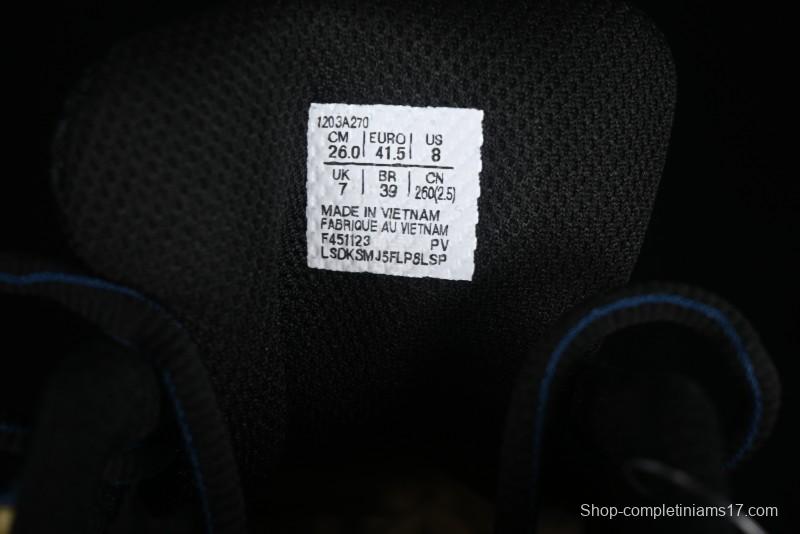 1203A270
CM | EURO | US
26.0 | 41.5 | 8
UK | BR | CN
7 | 39 | 260(2.5)
MADE IN VIETNAM
FABRIQUE AU VIETNAM
F451123 PV
LSDKSMJ5FLP8LSP
Shop-completiniams17.com